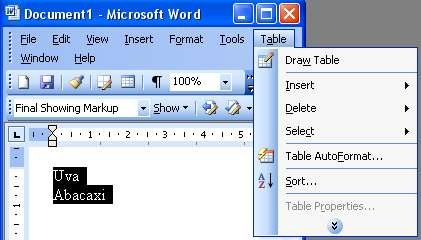 Document1 - Microsoft Word
File Edit View Insert Format Tools Table
Window Help
100%
Final Showing Markup Show
1 2 3 4 5
Uva
Abacaxi
Draw Table
Insert
Delete
Select
Table AutoFormat...
Sort...
Table Properties...